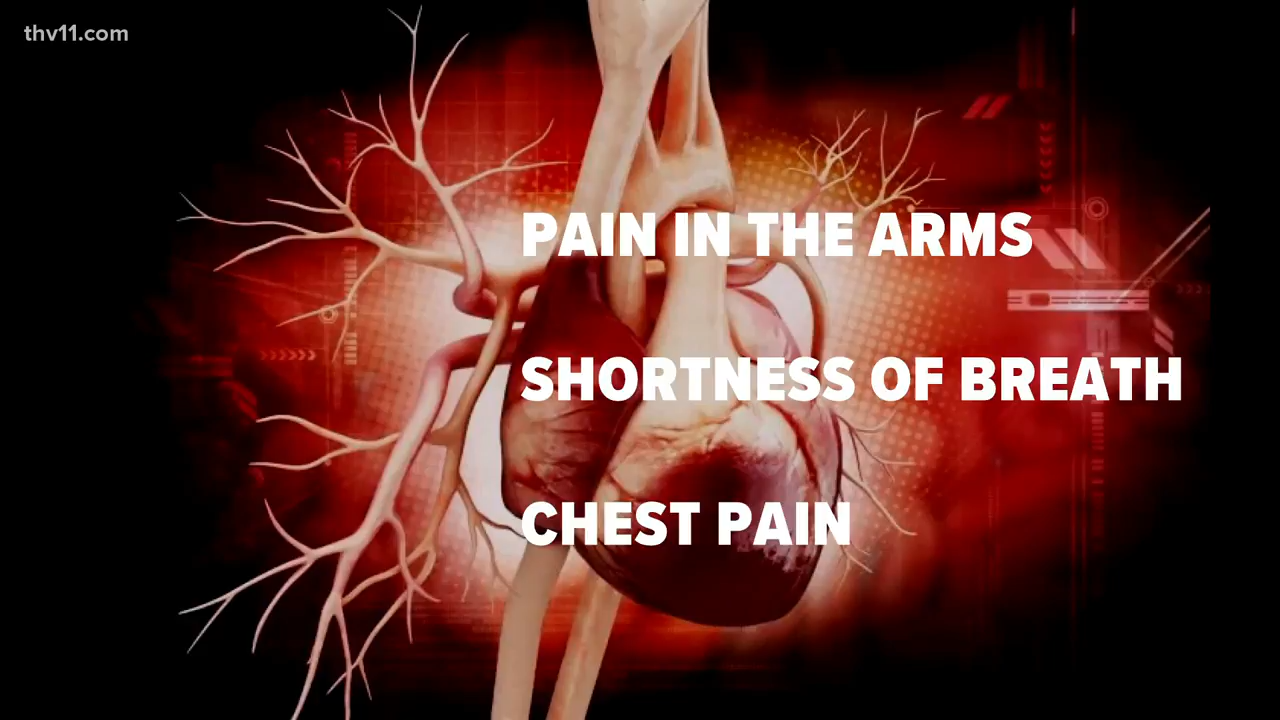 thv11.com
PAIN IN THE ARMS
SHORTNESS OF BREATH
CHEST PAIN